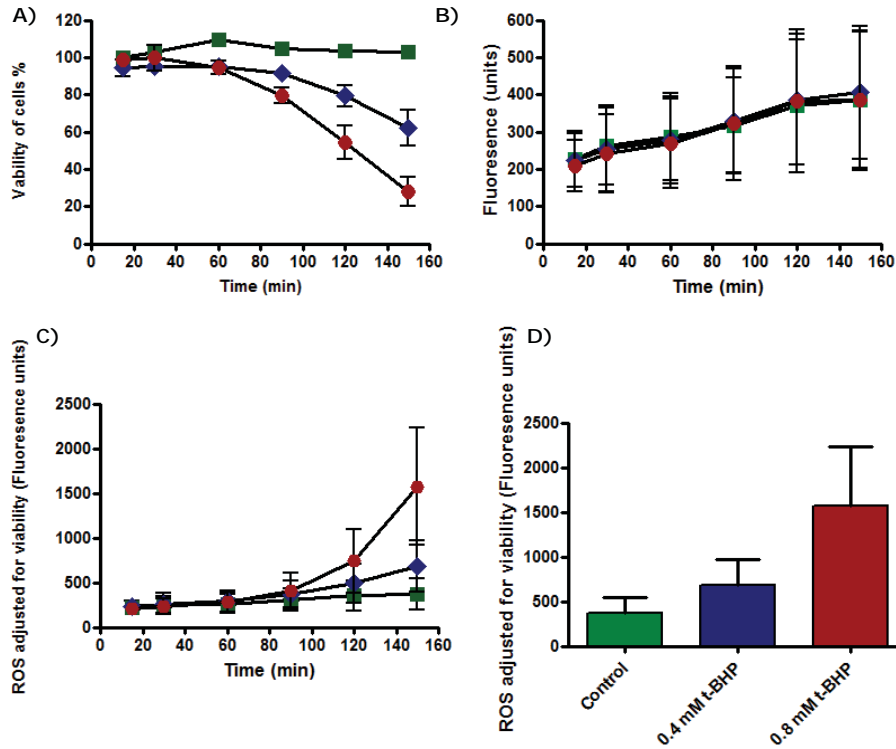 A)
Vability of cells %
120
100
80
60
40
20
0
0 20 40 60 80 100 120 140 160
Time (min)
B)
Fluoresence (units)
600
500
400
300
200
100
0
0 20 40 60 80 100 120 140 160
Time (min)
C)
ROS adjusted for viability (Fluoresence units)
2500
2000
1500
1000
500
0
0 20 40 60 80 100 120 140 160
Time (min)
D)
ROS adjusted for viability (Fluoresence units)
2500
2000
1500
1000
500
0
Control
0.4 mM t-BHP
0.8 mM t-BHP